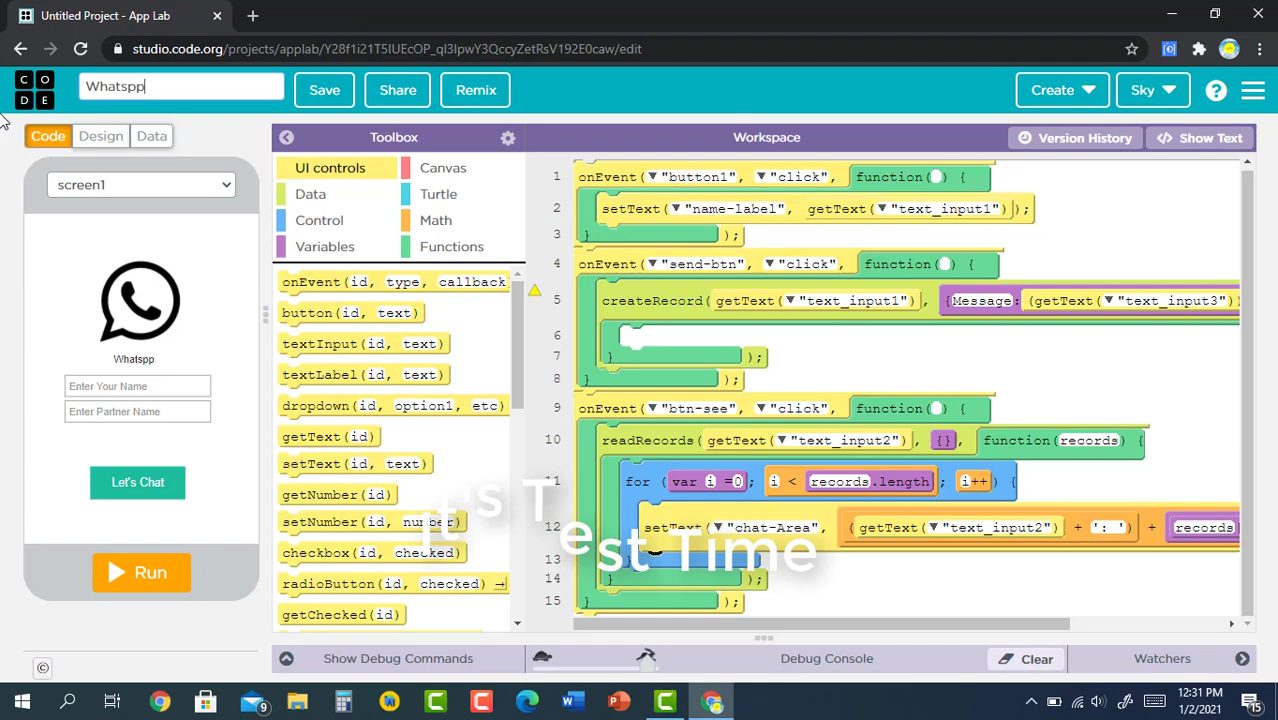 Untitled Project - App Lab
studio.code.org/projects/applab/Y28f1i21T5IUEcOP_qI3IpwY3QccyZetRsV192E0caw/edit
C O
D E
Whatspp
Save
Share
Remix
Create
Sky
Code
Design
Data
Toolbox
Workspace
Version History
Show Text
screen1
Whatspp
Enter Your Name
Enter Partner Name
Let's Chat
Run
UI controls
Canvas
Data
Turtle
Control
Math
Variables
Functions
onEvent(id, type, callback)
button(id, text)
textInput(id, text)
textLabel(id, text)
dropdown(id, option1, etc)
getText(id)
setText(id, text)
getNumber(id)
setNumber(id, number)
checkbox(id, checked)
radioButton(id, checked)
getChecked(id)
1 onEvent("button1", "click", function() {
2 setText("name-label", getText("text_input1"));
3 } );
4 onEvent("send-btn", "click", function() {
5 createRecord(getText("text_input1"), {Message:(getText("text_input3"))
6
7 } );
8 } );
9 onEvent("btn-see", "click", function() {
10 readRecords(getText("text_input2"), {}, function(records) {
11 for (var i =0; i < records.length; i++) {
12 setText("chat-Area", (getText("text_input2") + ': ') + records
13 }
14 } );
15 } );
It's Test Time
Show Debug Commands
Debug Console
Clear
Watchers
9
12:31 PM
1/2/2021
15